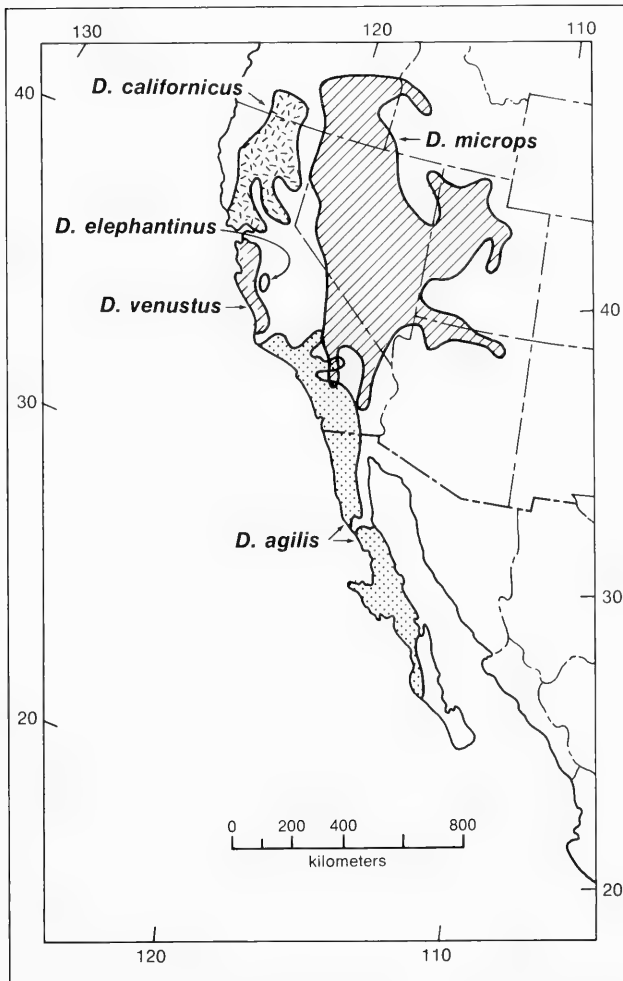 130
120
110
40
D. californicus
D. microps
D. elephantinus
D. venustus
40
30
D. agilis
30
20
0 200 400 800
kilometers
20
120
110